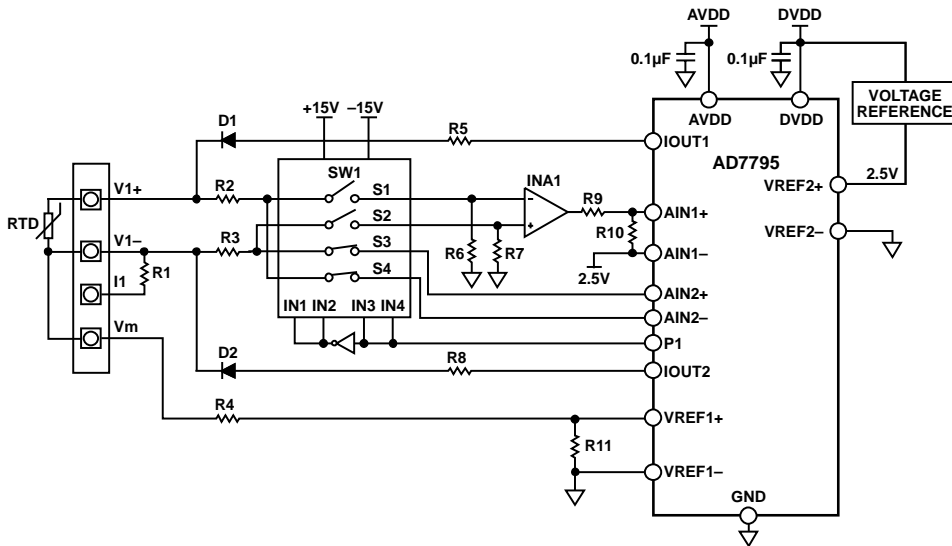 AVDD
DVDD
0.1µF
0.1µF
VOLTAGE
REFERENCE
+15V
–15V
AVDD
DVDD
D1
R5
IOUT1
AD7795
SW1
INA1
2.5V
V1+
R2
S1
–
R9
VREF2+
RTD
S2
+
AIN1+
R10
VREF2–
V1–
R3
S3
R6
R7
AIN1–
R1
S4
2.5V
I1
AIN2+
IN1
IN2
IN3
IN4
AIN2–
Vm
P1
D2
R8
IOUT2
R4
VREF1+
R11
VREF1–
GND